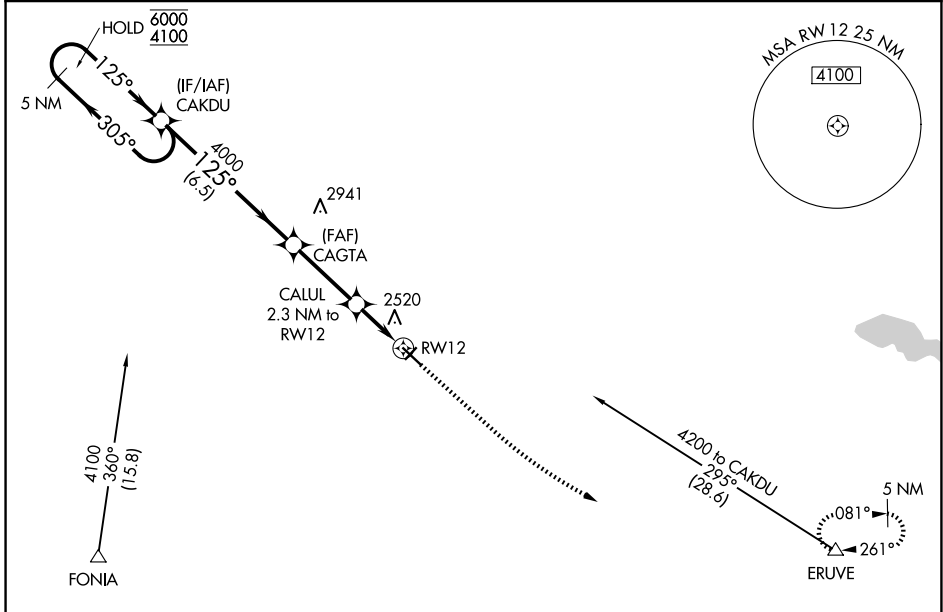 HOLD 6000
4100
125°
5 NM
305°
(IF/IAF)
CAKDU
4000
125°
(6.5)
2941
(FAF)
CAGTA
CALUL
2.3 NM to
RW12
2520
RW12
MSA RW 12 25 NM
4100
4100
360°
(15.8)
FONIA
4200 to CAKDU
295°
(28.6)
5 NM
081°
261°
ERUVE